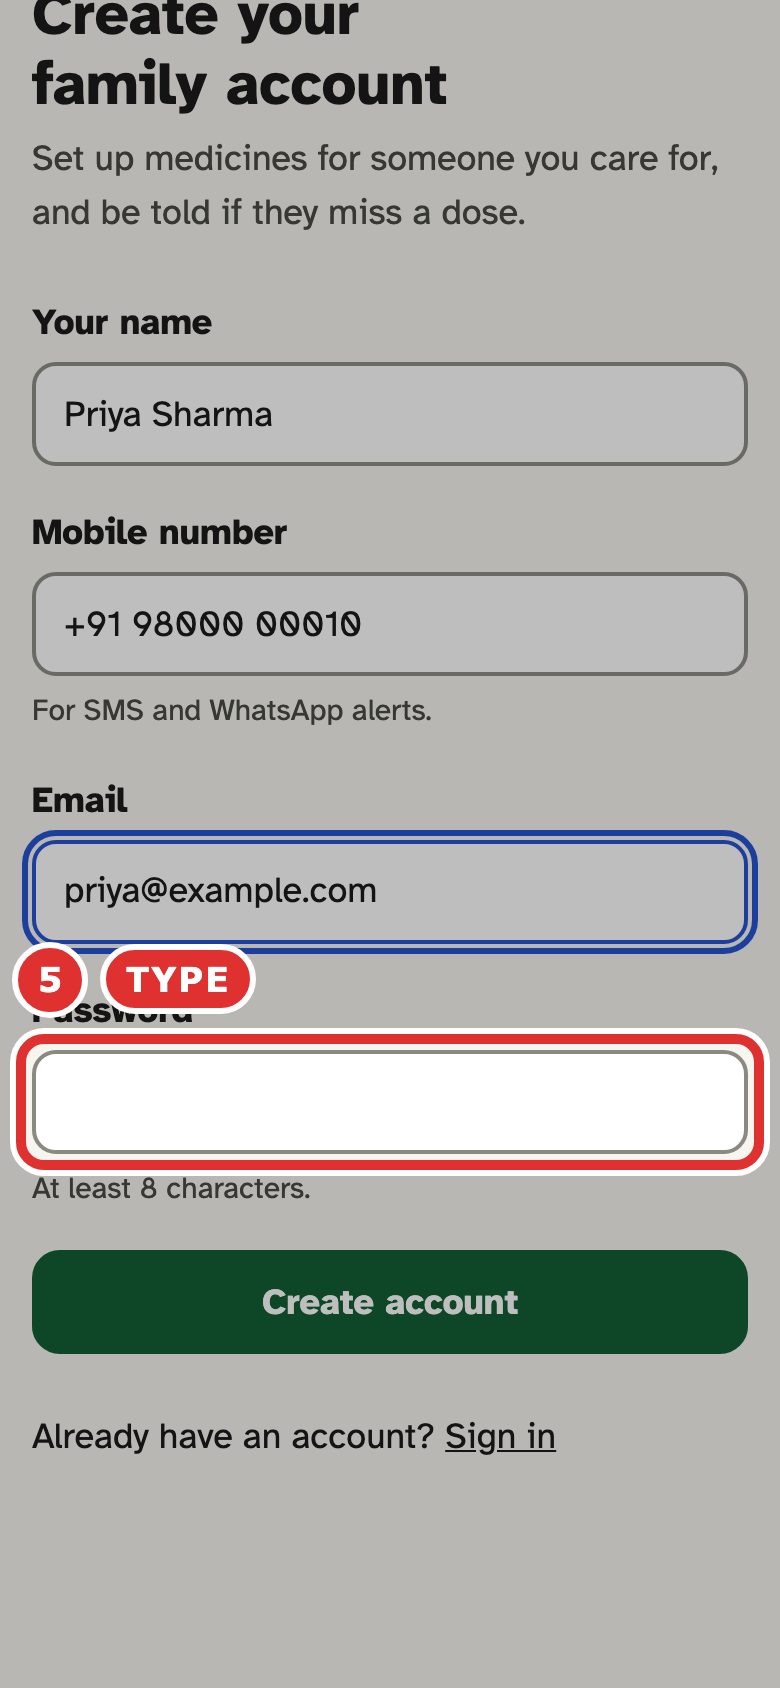 Create your
family account
Set up medicines for someone you care for,
and be told if they miss a dose.
Your name
Priya Sharma
Mobile number
+91 98000 00010
For SMS and WhatsApp alerts.
Email
priya@example.com
5 TYPE
Password
At least 8 characters.
Create account
Already have an account? Sign in